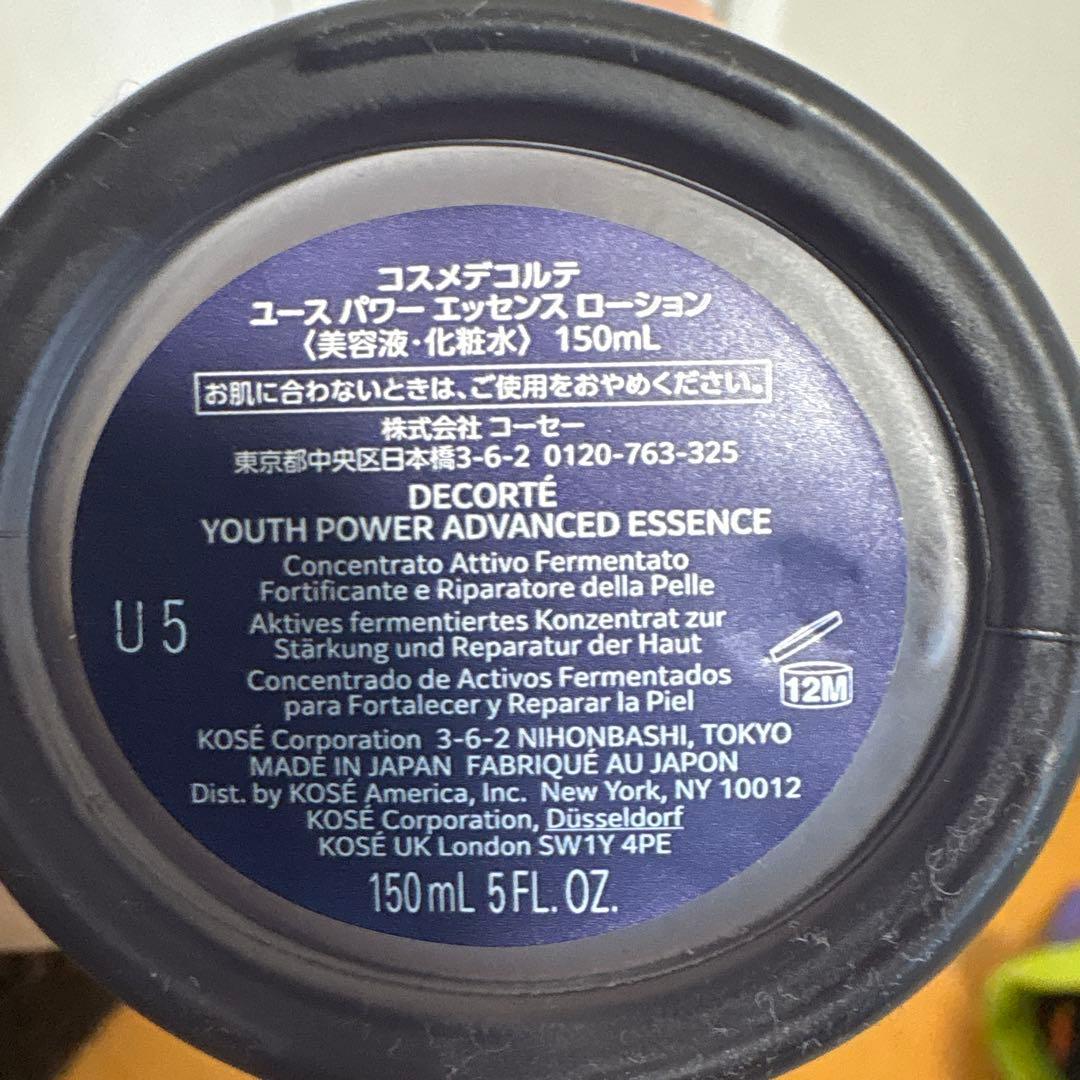 コスメデコルテ
ユース パワー エッセンス ローション
〈美容液・化粧水〉 150mL
お肌に合わないときは、ご使用をおやめください。
株式会社 コーセー
東京都中央区日本橋3-6-2 0120-763-325
DECORTÉ
YOUTH POWER ADVANCED ESSENCE
Concentrato Attivo Fermentato
Fortificante e Riparatore della Pelle
U 5
Aktives fermentiertes Konzentrat zur
Stärkung und Reparatur der Haut
Concentrado de Activos Fermentados
para Fortalecer y Reparar la Piel
12M
KOSÉ Corporation 3-6-2 NIHONBASHI, TOKYO
MADE IN JAPAN FABRIQUÉ AU JAPON
Dist. by KOSÉ America, Inc. New York, NY 10012
KOSÉ Corporation, Düsseldorf
KOSÉ UK London SW1Y 4PE
150mL 5FL. OZ.